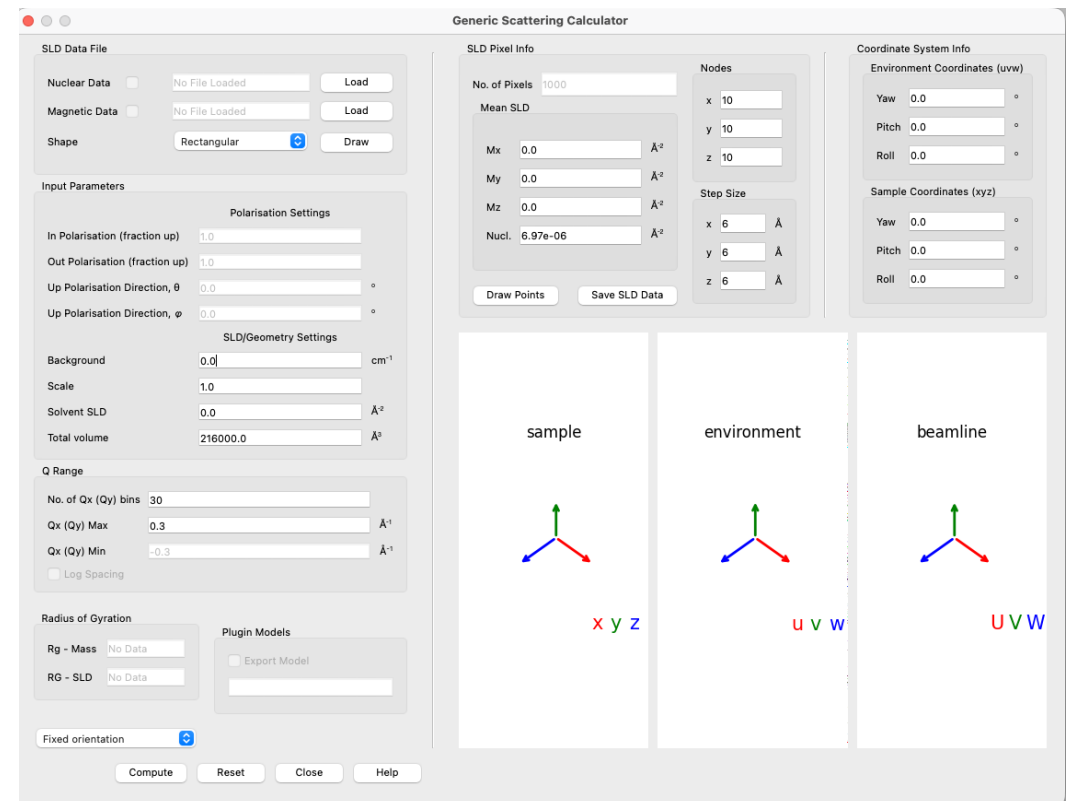 Generic Scattering Calculator
SLD Data File
Nuclear Data No File Loaded Load
Magnetic Data No File Loaded Load
Shape Rectangular Draw
Input Parameters
Polarisation Settings
In Polarisation (fraction up) 1.0
Out Polarisation (fraction up) 1.0
Up Polarisation Direction, θ 0.0 °
Up Polarisation Direction, φ 0.0 °
SLD/Geometry Settings
Background 0.0 cm⁻¹
Scale 1.0
Solvent SLD 0.0 Å⁻²
Total volume 216000.0 Å³
Q Range
No. of Qx (Qy) bins 30
Qx (Qy) Max 0.3 Å⁻¹
Qx (Qy) Min -0.3 Å⁻¹
Log Spacing
Radius of Gyration
Rg - Mass No Data
RG - SLD No Data
Plugin Models
Export Model
Fixed orientation
Compute Reset Close Help
SLD Pixel Info
No. of Pixels 1000
Mean SLD
Mx 0.0 Å⁻²
My 0.0 Å⁻²
Mz 0.0 Å⁻²
Nucl. 6.97e-06 Å⁻²
Draw Points Save SLD Data
Nodes
x 10
y 10
z 10
Step Size
x 6 Å
y 6 Å
z 6 Å
Coordinate System Info
Environment Coordinates (uvw)
Yaw 0.0 °
Pitch 0.0 °
Roll 0.0 °
Sample Coordinates (xyz)
Yaw 0.0 °
Pitch 0.0 °
Roll 0.0 °
sample environment beamline
x y z u v w U V W